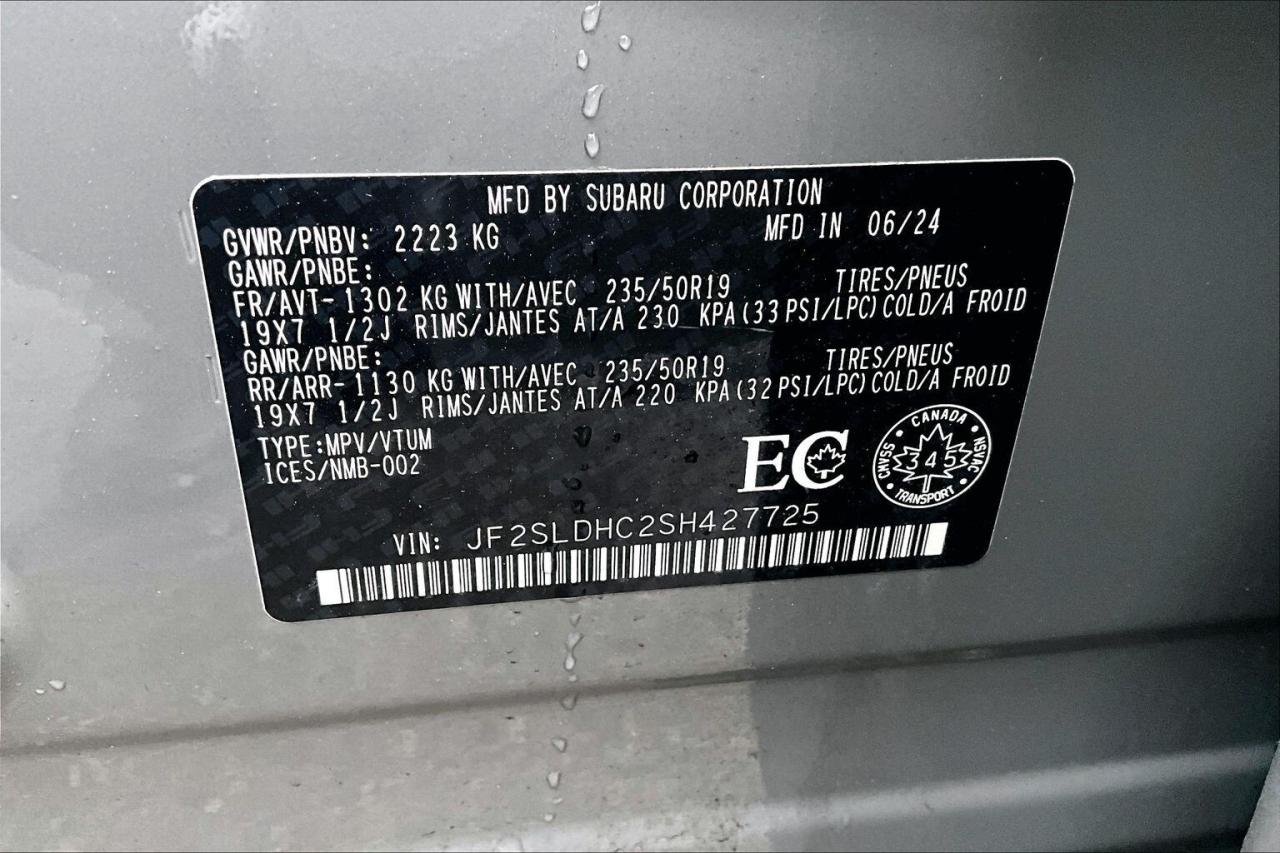 MFD BY SUBARU CORPORATION
GVWR/PNBV: 2223 KG MFD IN 06/24
GAWR/PNBE:
FR/AVT-1302 KG WITH/AVEC 235/50R19 TIRES/PNEUS
19X7 1/2J RIMS/JANTES AT/A 230 KPA(33 PSI/LPC)COLD/A FROID
GAWR/PNBE:
RR/ARR-1130 KG WITH/AVEC 235/50R19 TIRES/PNEUS
19X7 1/2J RIMS/JANTES AT/A 220 KPA(32 PSI/LPC)COLD/A FROID
TYPE:MPV/VTUM
ICES/NMB-002
EC
CANADA
CMVSS 345 NSVAC
TRANSPORT
VIN: JF2SLDHC2SH427725